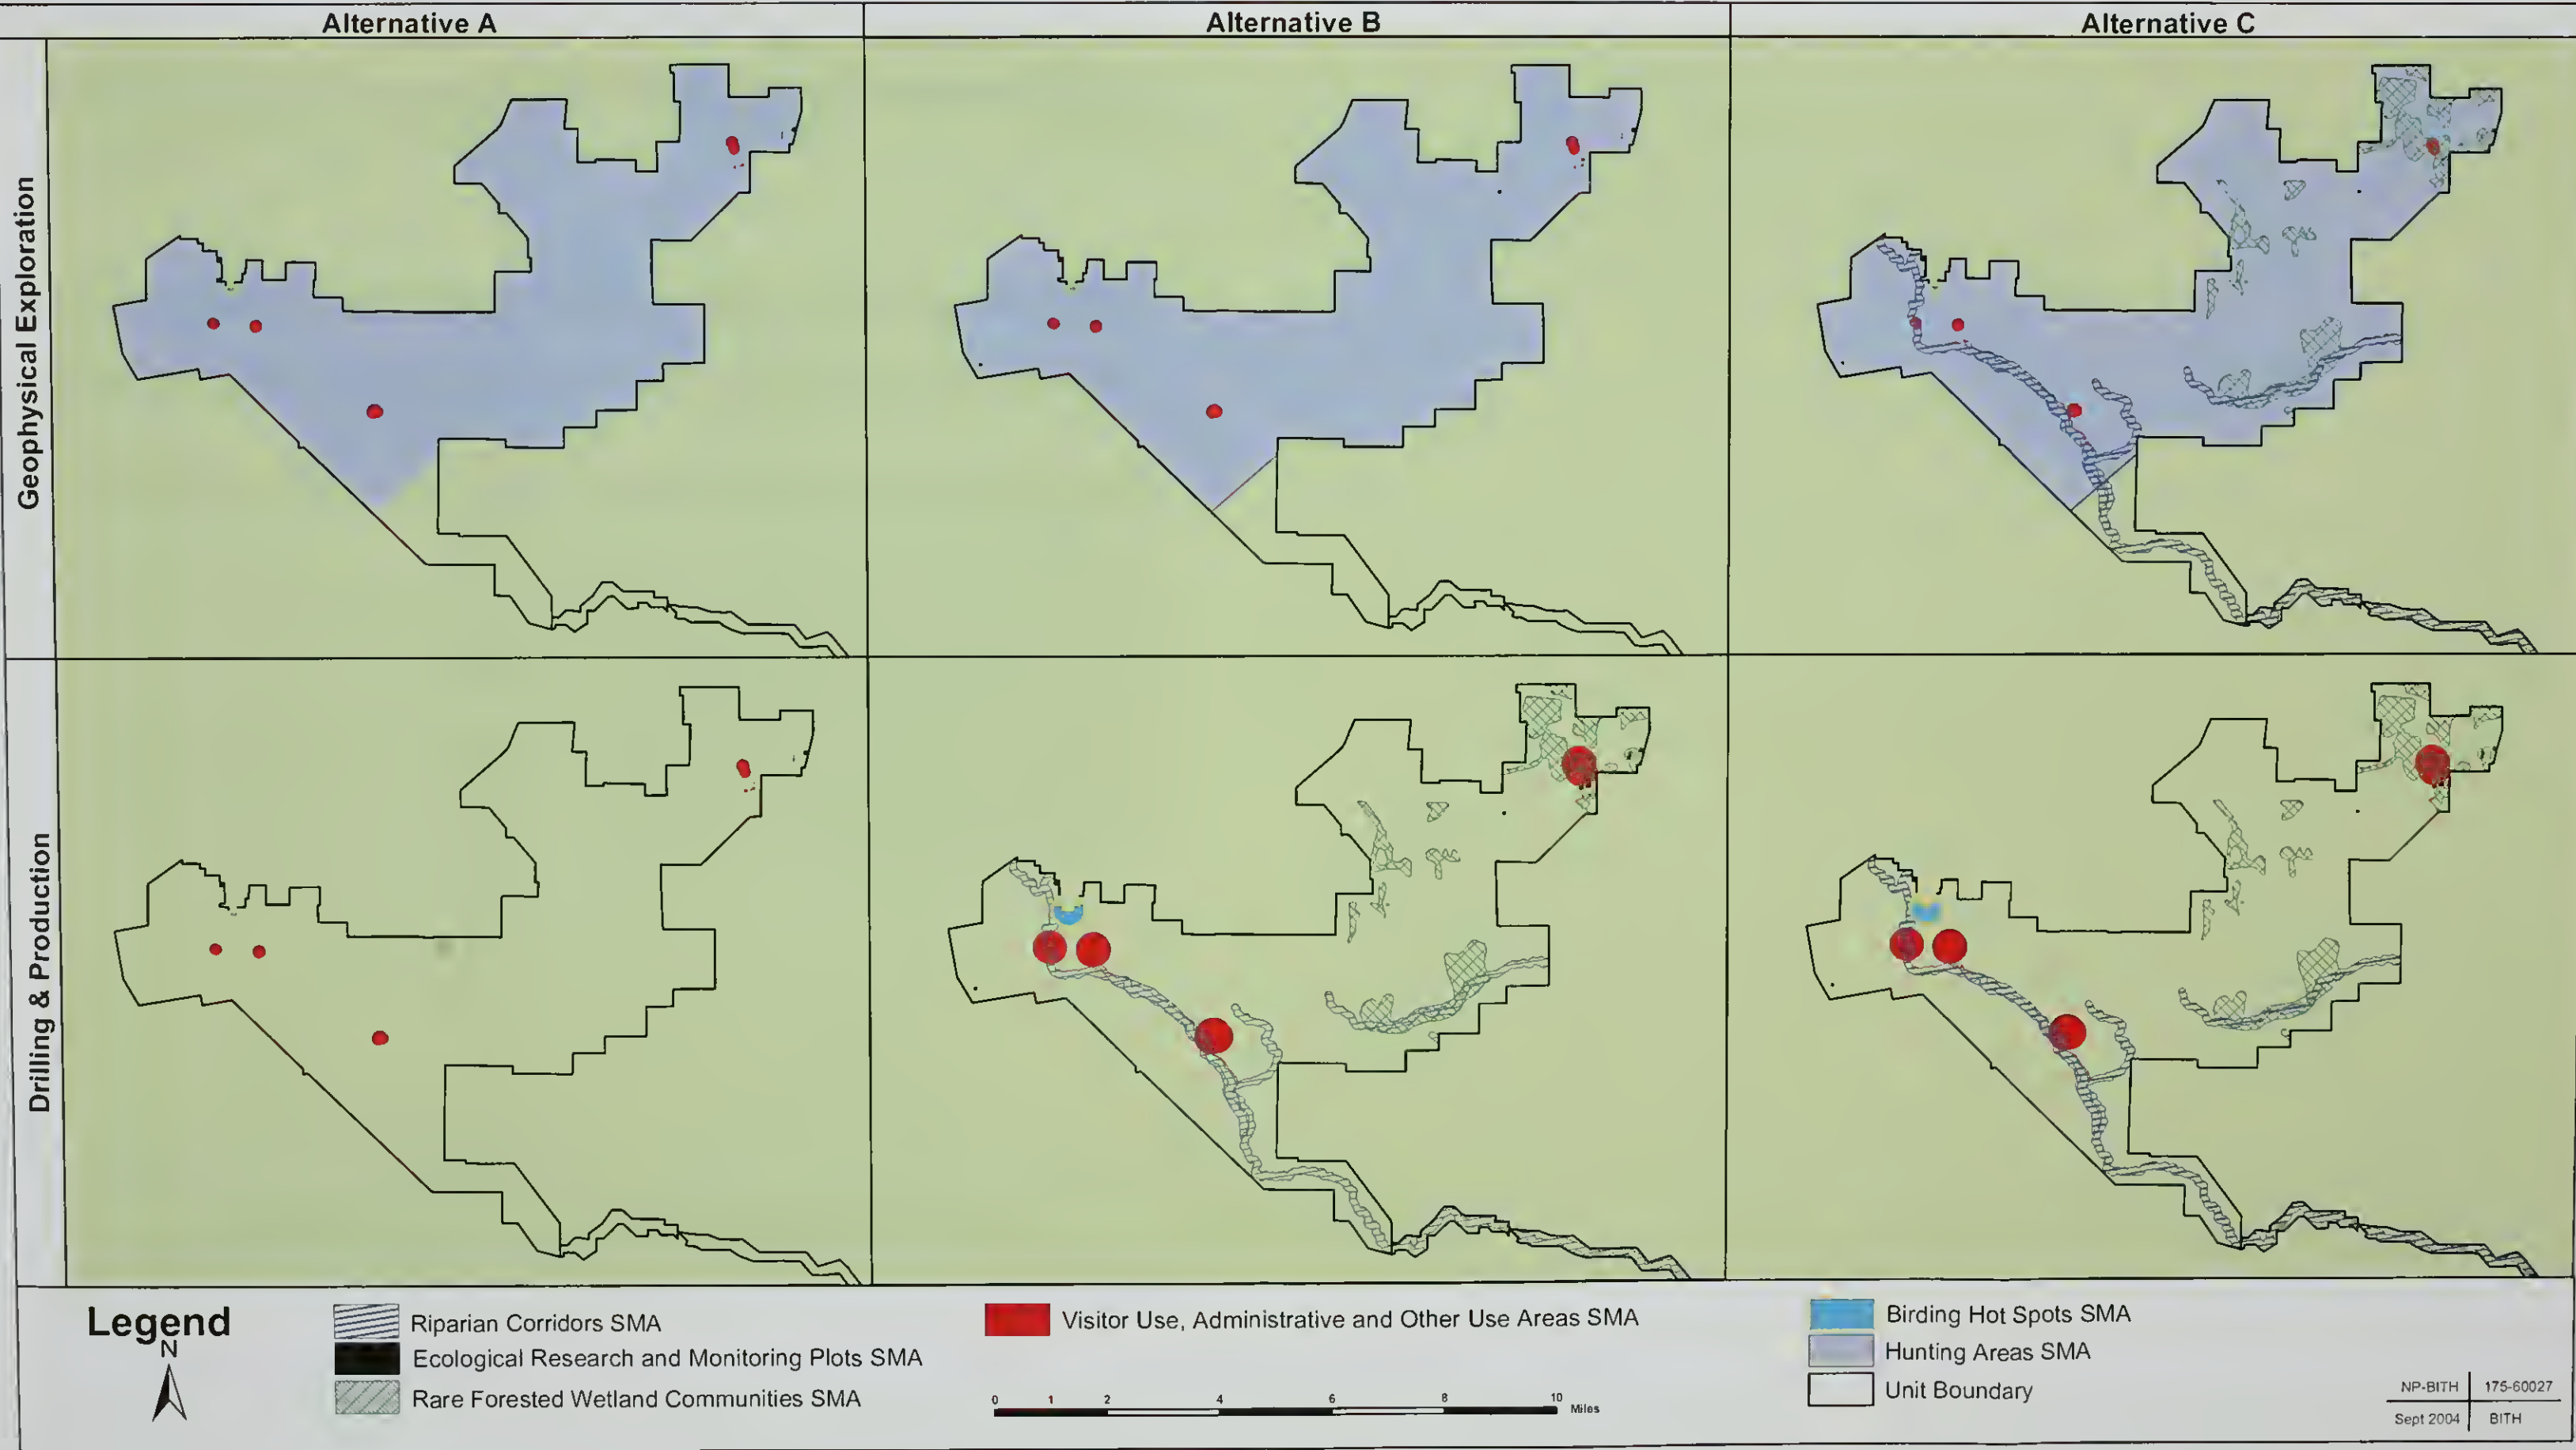 Alternative A
Alternative B
Alternative C
Geophysical Exploration
Drilling & Production
Legend
N
Riparian Corridors SMA
Ecological Research and Monitoring Plots SMA
Rare Forested Wetland Communities SMA
Visitor Use, Administrative and Other Use Areas SMA
0 1 2 4 6 8 10
Miles
Birding Hot Spots SMA
Hunting Areas SMA
Unit Boundary
NP-BITH 175-60027
Sept 2004 BITH